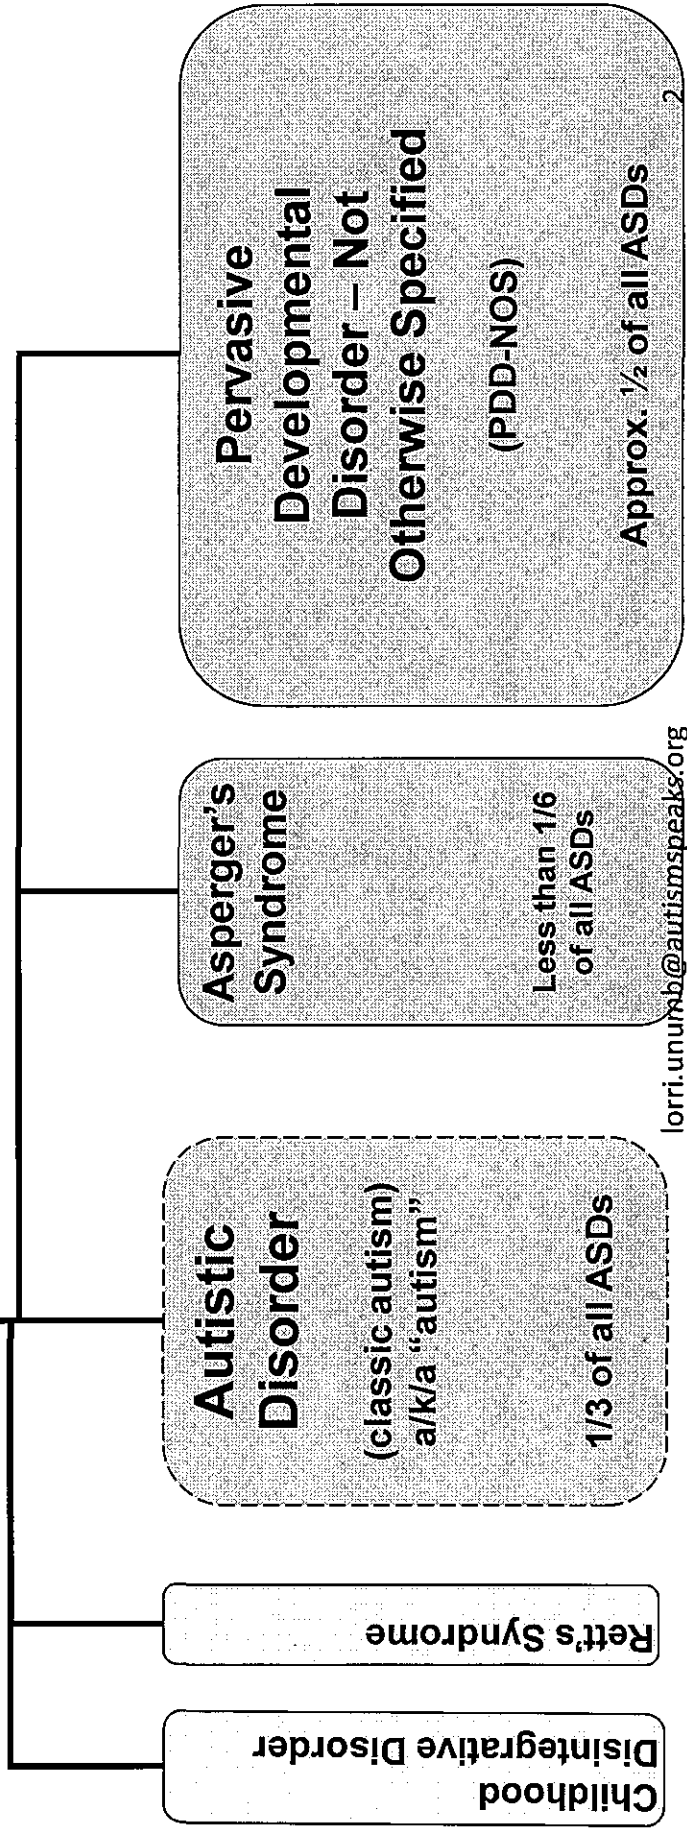 Childhood
Disintegrative Disorder
Rett's Syndrome
Autistic
Disorder
(classic autism)
a/k/a “autism”
1/3 of all ASDs
Asperger's
Syndrome
Less than 1/6
of all ASDs
Pervasive
Developmental
Disorder – Not
Otherwise Specified
(PDD-NOS)
Approx. ½ of all ASDs
lorri.unumb@autismspeaks.org
2